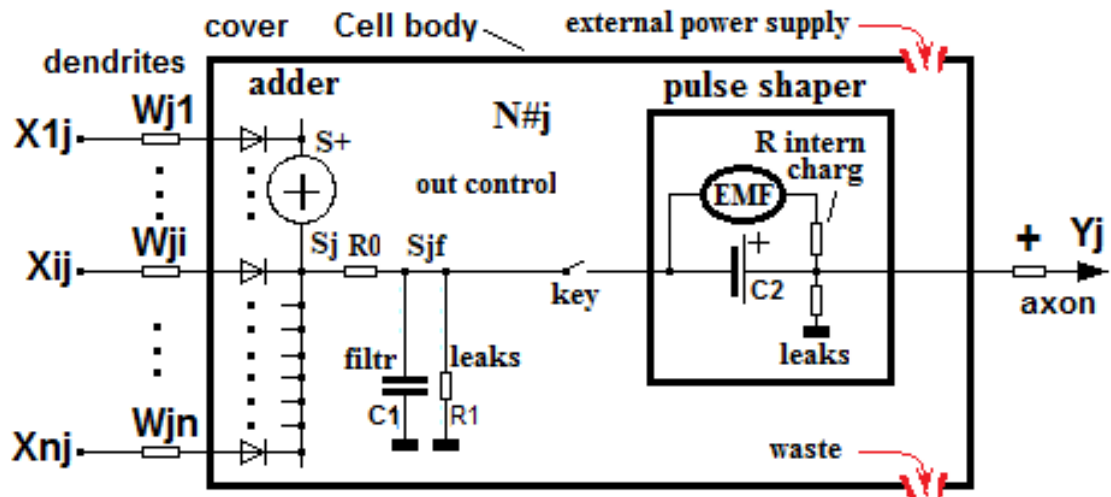 cover Cell body external power supply
dendrites adder pulse shaper
Wj1 N#j
X1j S+ R intern
charg
out control EMF
Wji Sj R0 Sjf + + Yj
Xij key C2 axon
filtr leaks leaks
C1 R1
Wjn
Xnj waste